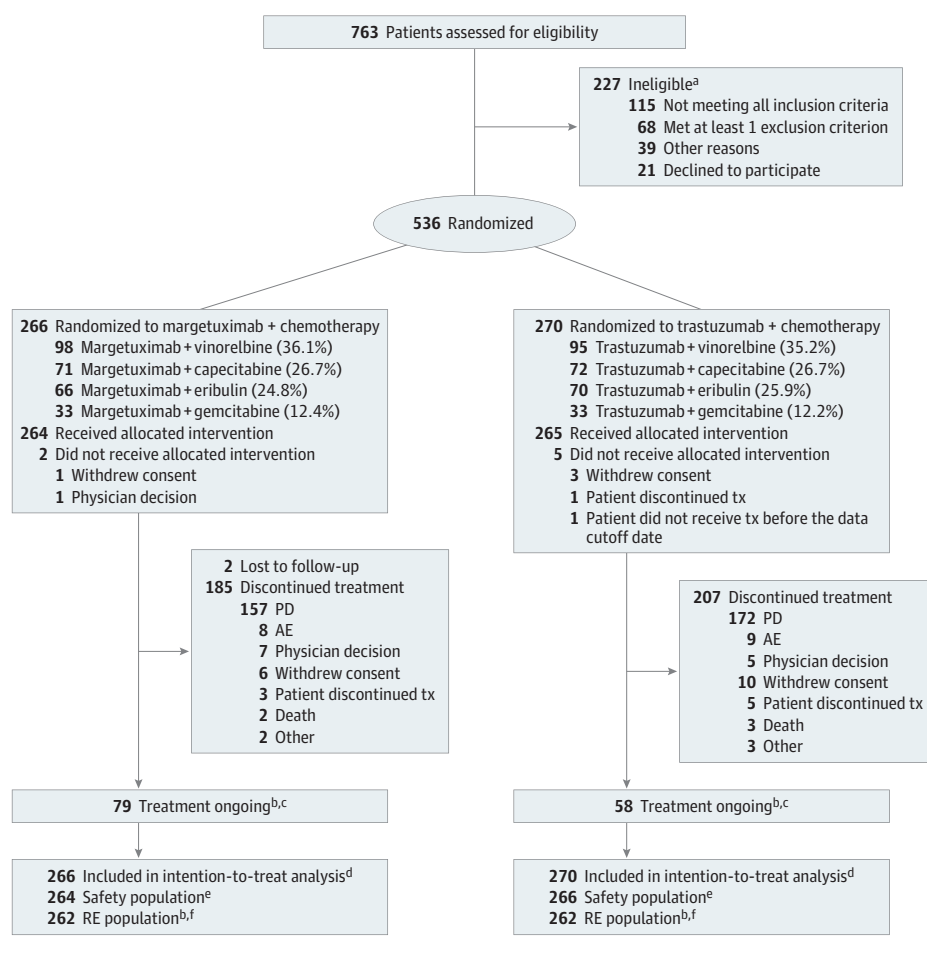 763 Patients assessed for eligibility
227 Ineligibleᵃ
115 Not meeting all inclusion criteria
68 Met at least 1 exclusion criterion
39 Other reasons
21 Declined to participate
536 Randomized
266 Randomized to margetuximab + chemotherapy
98 Margetuximab + vinorelbine (36.1%)
71 Margetuximab + capecitabine (26.7%)
66 Margetuximab + eribulin (24.8%)
33 Margetuximab + gemcitabine (12.4%)
264 Received allocated intervention
2 Did not receive allocated intervention
1 Withdrew consent
1 Physician decision
270 Randomized to trastuzumab + chemotherapy
95 Trastuzumab + vinorelbine (35.2%)
72 Trastuzumab + capecitabine (26.7%)
70 Trastuzumab + eribulin (25.9%)
33 Trastuzumab + gemcitabine (12.2%)
265 Received allocated intervention
5 Did not receive allocated intervention
3 Withdrew consent
1 Patient discontinued tx
1 Patient did not receive tx before the data
cutoff date
2 Lost to follow-up
185 Discontinued treatment
157 PD
8 AE
7 Physician decision
6 Withdrew consent
3 Patient discontinued tx
2 Death
2 Other
207 Discontinued treatment
172 PD
9 AE
5 Physician decision
10 Withdrew consent
5 Patient discontinued tx
3 Death
3 Other
79 Treatment ongoingᵇ,ᶜ
58 Treatment ongoingᵇ,ᶜ
266 Included in intention-to-treat analysisᵈ
264 Safety populationᵉ
262 RE populationᵇ,ᶠ
270 Included in intention-to-treat analysisᵈ
266 Safety populationᵉ
262 RE populationᵇ,ᶠ